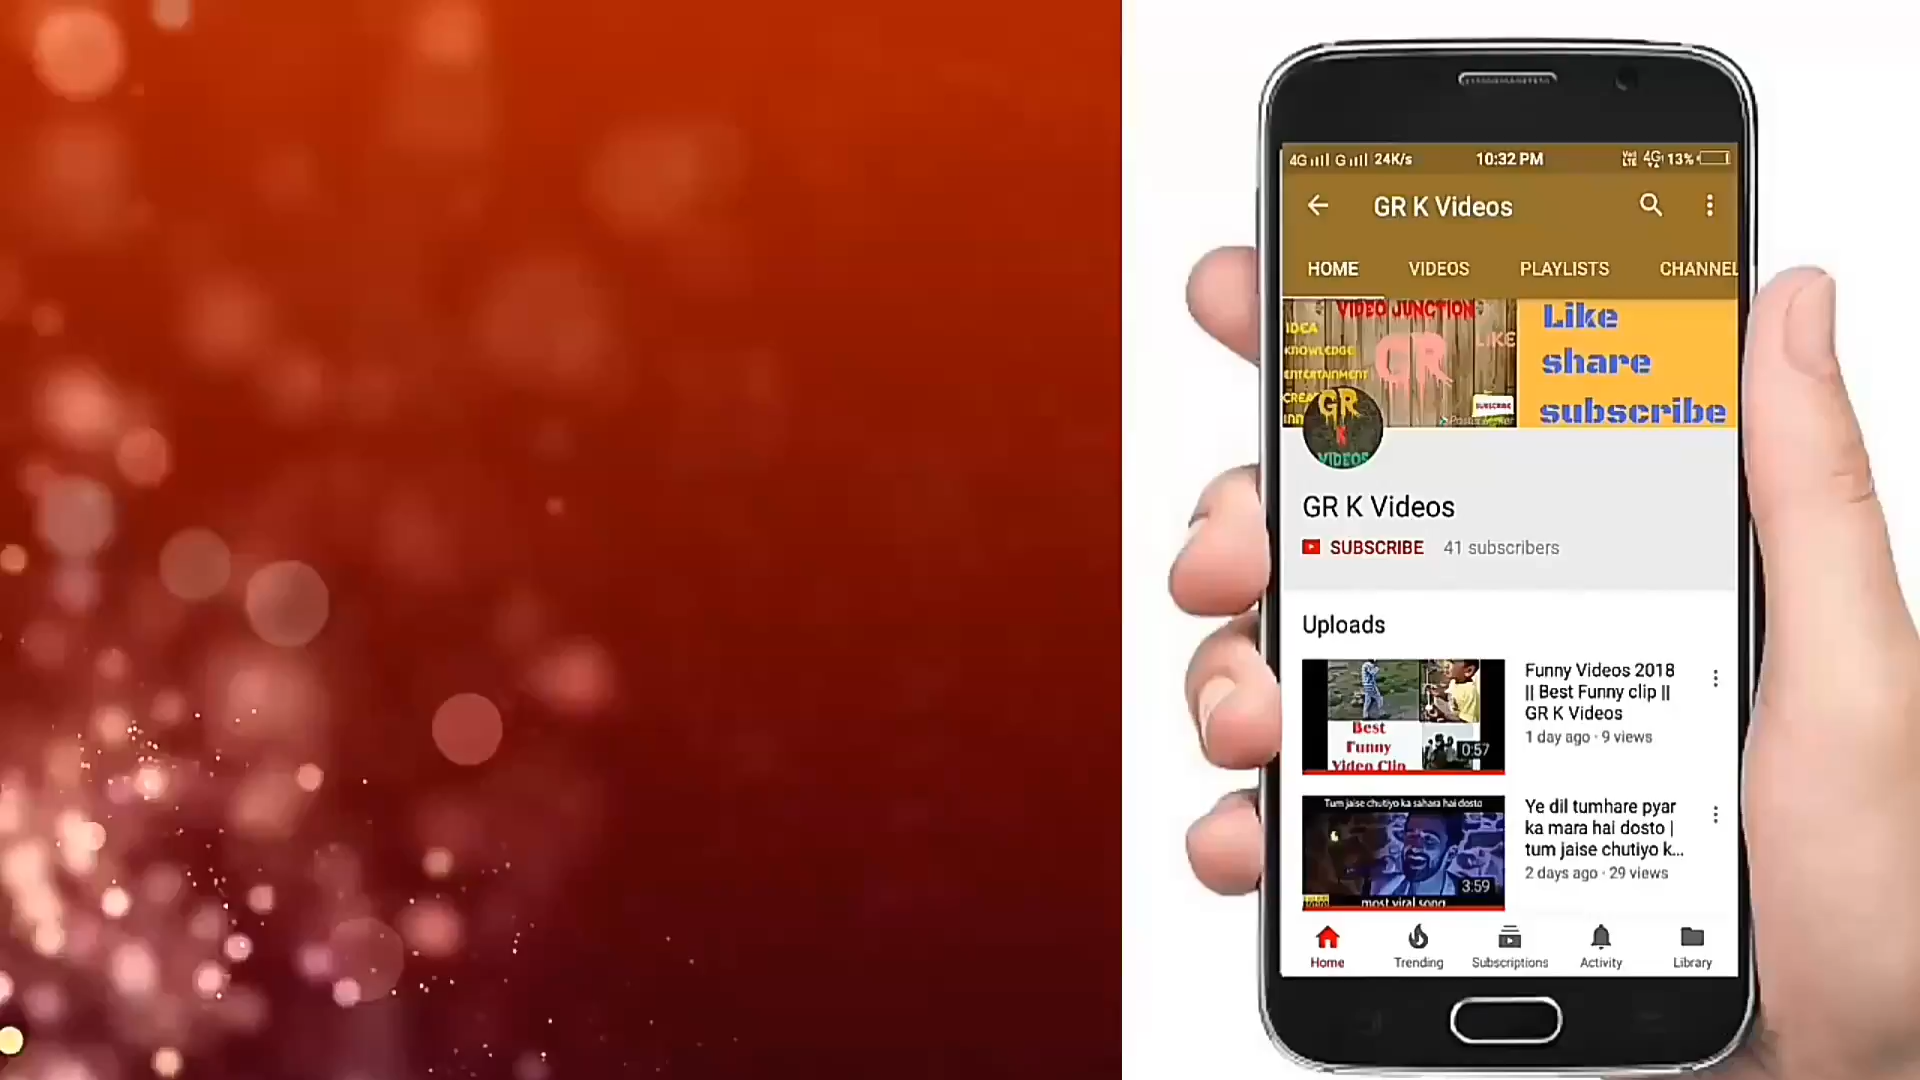 4G G 24K/s 10:32 PM 4G 13%
GR K Videos
HOME VIDEOS PLAYLISTS CHANNEL
VIDEO JUNCTION
IDEA
KNOWLEDGE
ENTERTAINMENT
GR
LIKE
SUBSCRIBE
Like
share
subscribe
GR
K
VIDEOS
GR K Videos
SUBSCRIBE 41 subscribers
Uploads
Best
Funny
Video Clip
0:57
Funny Videos 2018
|| Best Funny clip ||
GR K Videos
1 day ago · 9 views
Tum jaise chutiyo ka sahara hai dosto
3:59
most viral song
Ye dil tumhare pyar
ka mara hai dosto |
tum jaise chutiyo k...
2 days ago · 29 views
Home Trending Subscriptions Activity Library